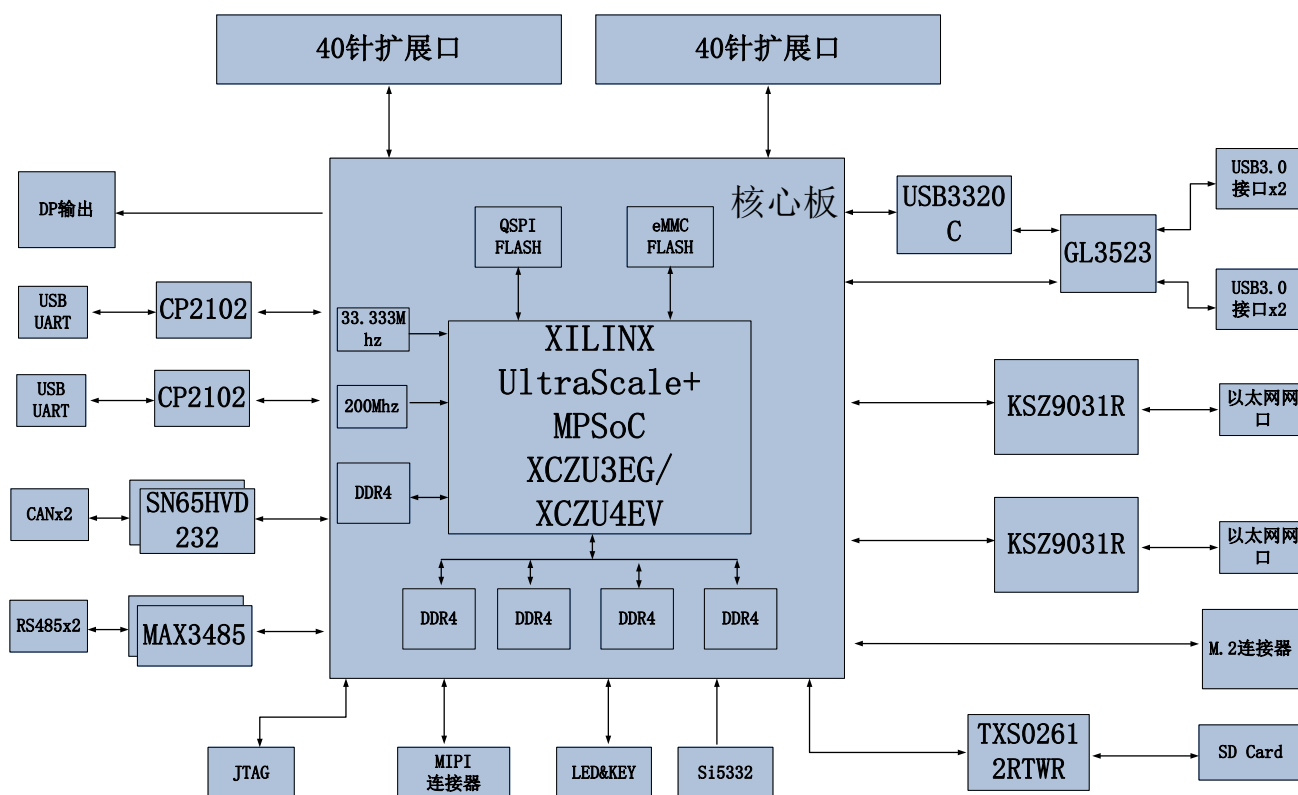 40针扩展口
40针扩展口
核心板
DP输出
QSPI
FLASH
eMMC
FLASH
USB3320
C
GL3523
USB3.0
接口x2
USB3.0
接口x2
USB
UART
CP2102
33.333M
hz
XILINX
UltraScale+
MPSoC
XCZU3EG/
XCZU4EV
USB
UART
CP2102
200Mhz
KSZ9031R
以太网网
口
CANx2
SN65HVD
232
DDR4
KSZ9031R
以太网网
口
RS485x2
MAX3485
DDR4
DDR4
DDR4
DDR4
M.2连接器
JTAG
MIPI
连接器
LED&KEY
Si5332
TXS0261
2RTWR
SD Card